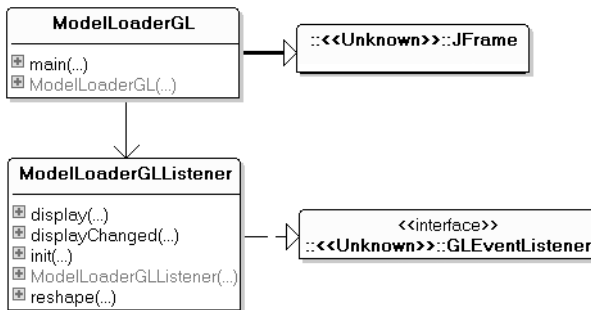 ModelLoaderGL
main(...)
ModelLoaderGL(...)
::<<Unknown>>::JFrame
ModelLoaderGLListener
display(...)
displayChanged(...)
init(...)
ModelLoaderGLListener(...)
reshape(...)
<<interface>>
::<<Unknown>>::GLEventListener